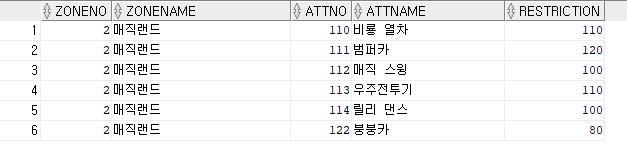 ZONENO ZONENAME ATTNO ATTNAME RESTRICTION
1 2 매직랜드 110 비룡 열차 110
2 2 매직랜드 111 범퍼카 120
3 2 매직랜드 112 매직 스윙 100
4 2 매직랜드 113 우주전투기 110
5 2 매직랜드 114 릴리 댄스 100
6 2 매직랜드 122 붕붕카 80